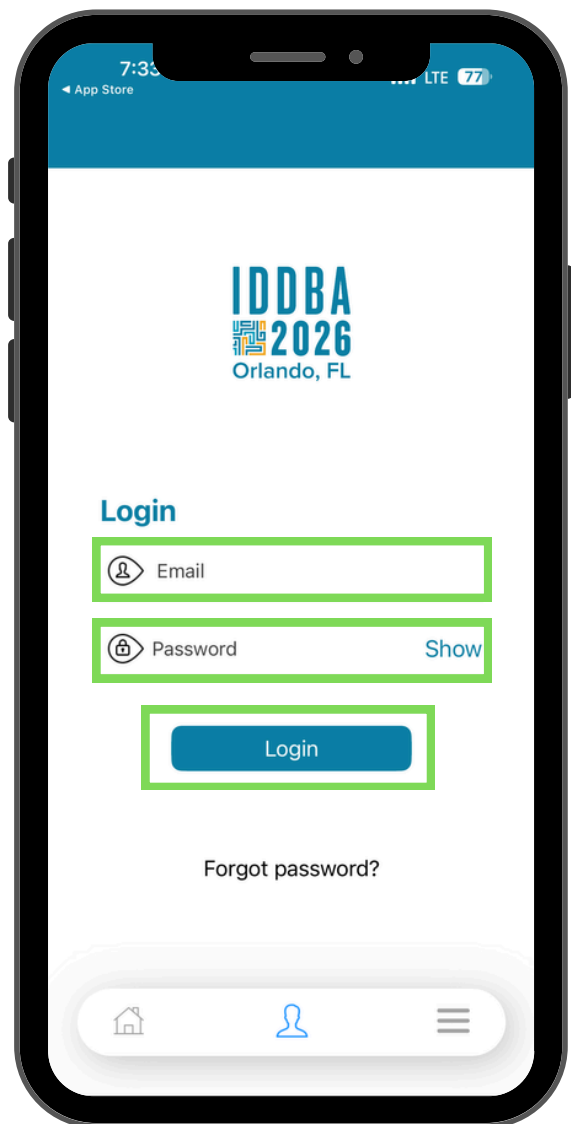 7:33
LTE 77
◀ App Store
IDDBA
2026
Orlando, FL
Login
Email
Password Show
Login
Forgot password?